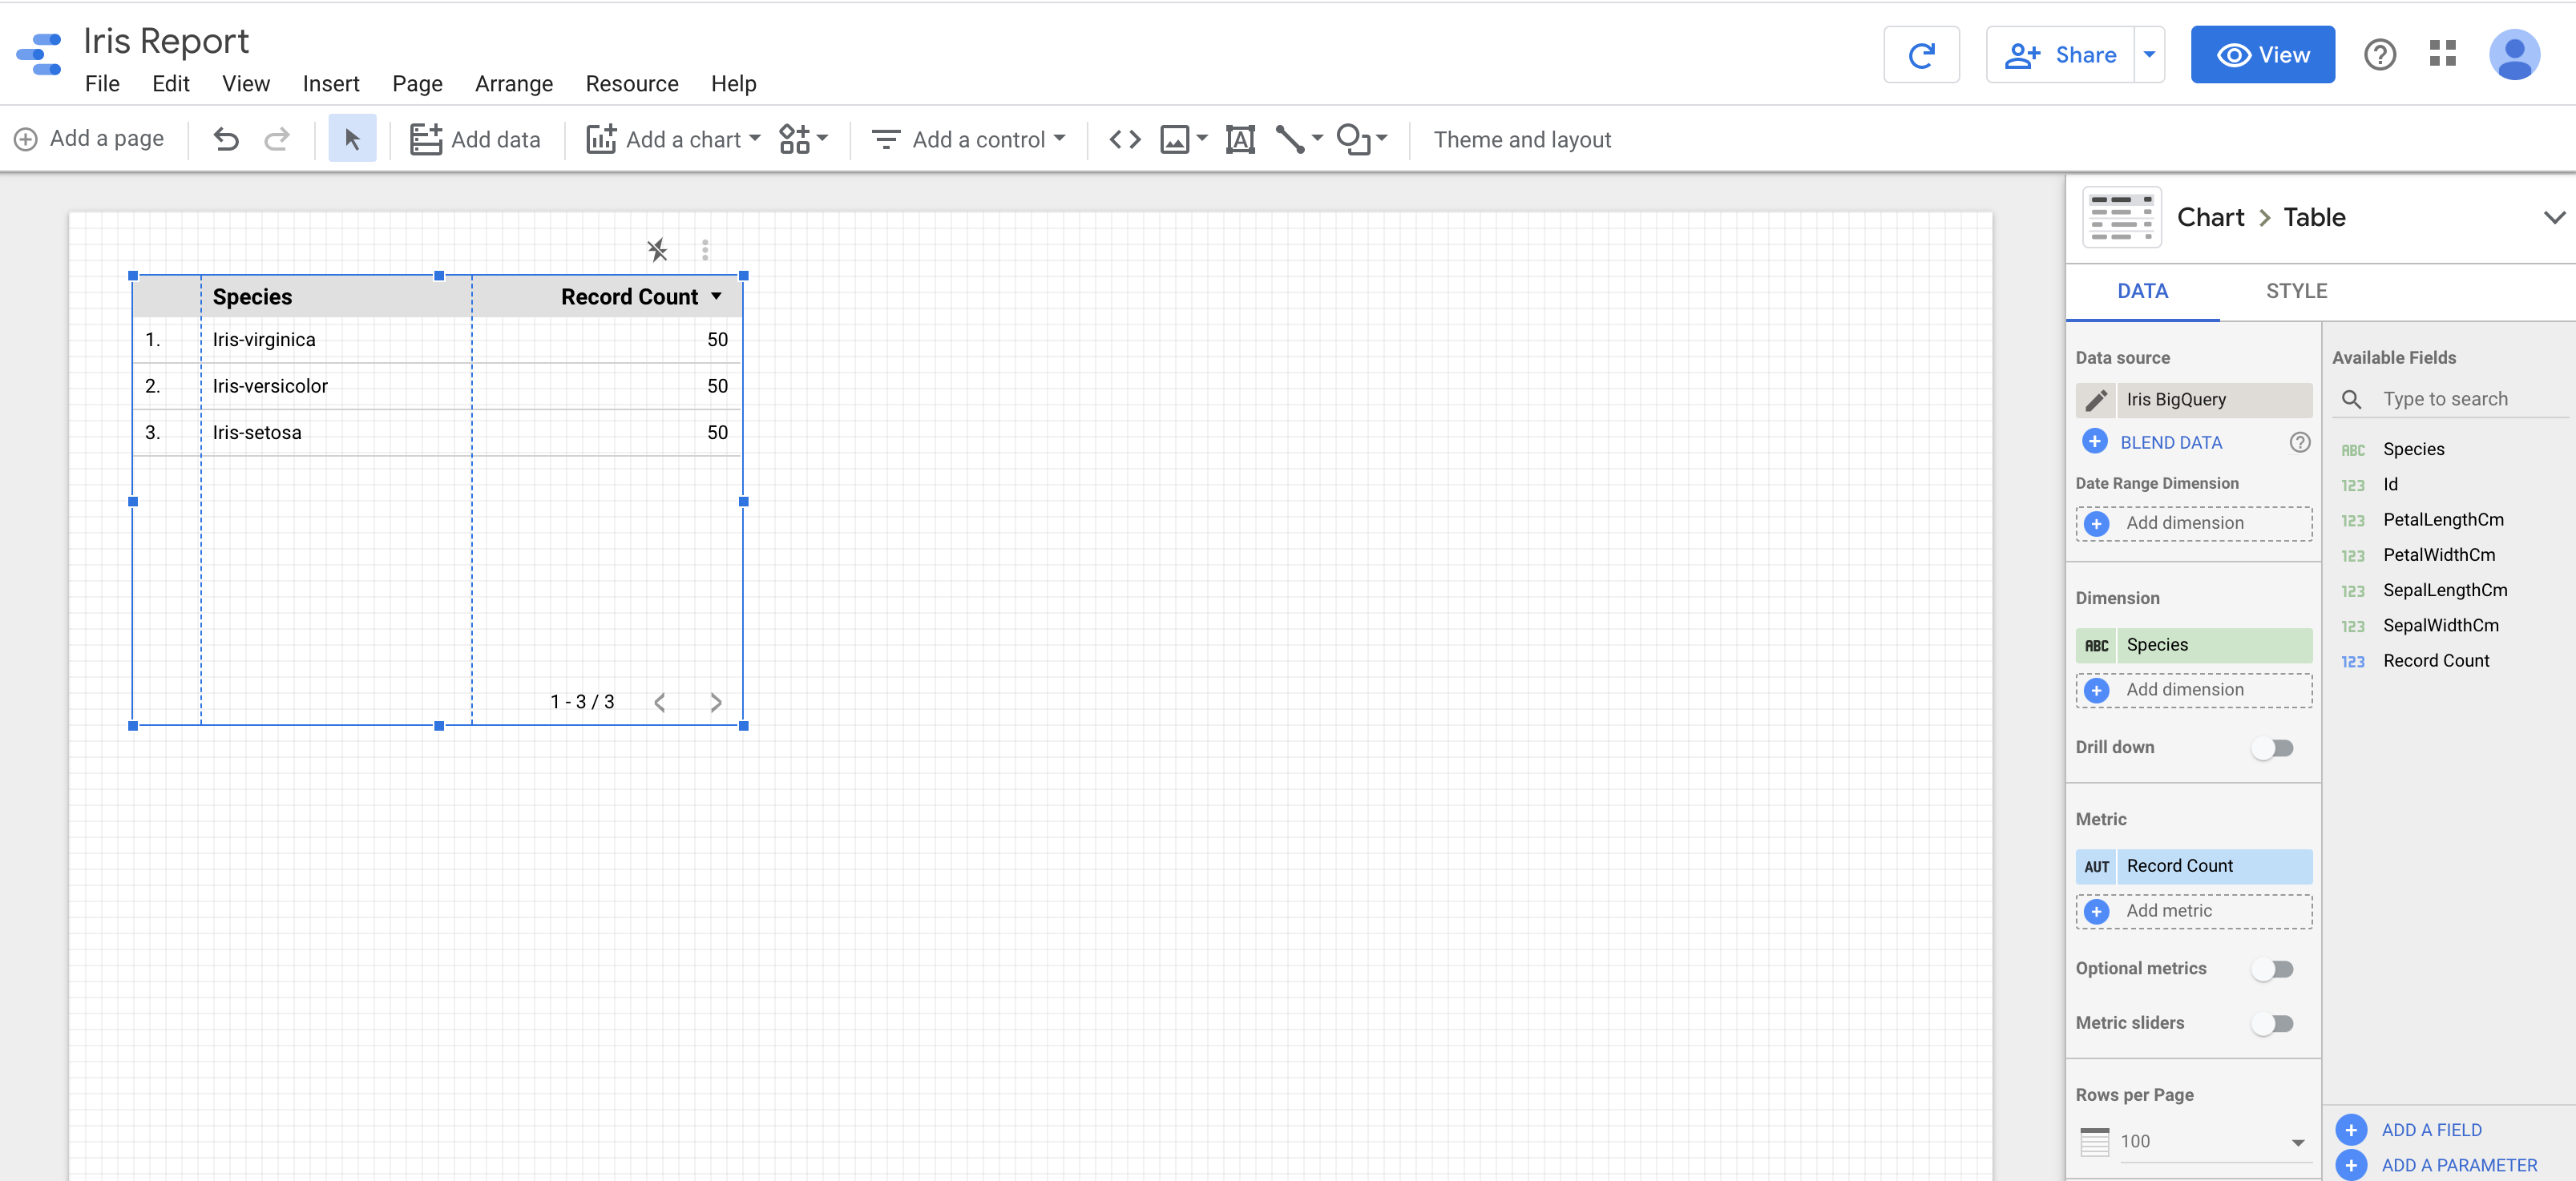 Iris Report
File Edit View Insert Page Arrange Resource Help
Share View
Add a page Add data Add a chart Add a control Theme and layout
Chart > Table
DATA STYLE
Species Record Count
1. Iris-virginica 50
2. Iris-versicolor 50
3. Iris-setosa 50
1 - 3 / 3
Data source
Iris BigQuery
BLEND DATA
Date Range Dimension
Add dimension
Dimension
ABC Species
Add dimension
Drill down
Metric
AUT Record Count
Add metric
Optional metrics
Metric sliders
Rows per Page
100
Available Fields
Type to search
ABC Species
123 Id
123 PetalLengthCm
123 PetalWidthCm
123 SepalLengthCm
123 SepalWidthCm
123 Record Count
ADD A FIELD
ADD A PARAMETER